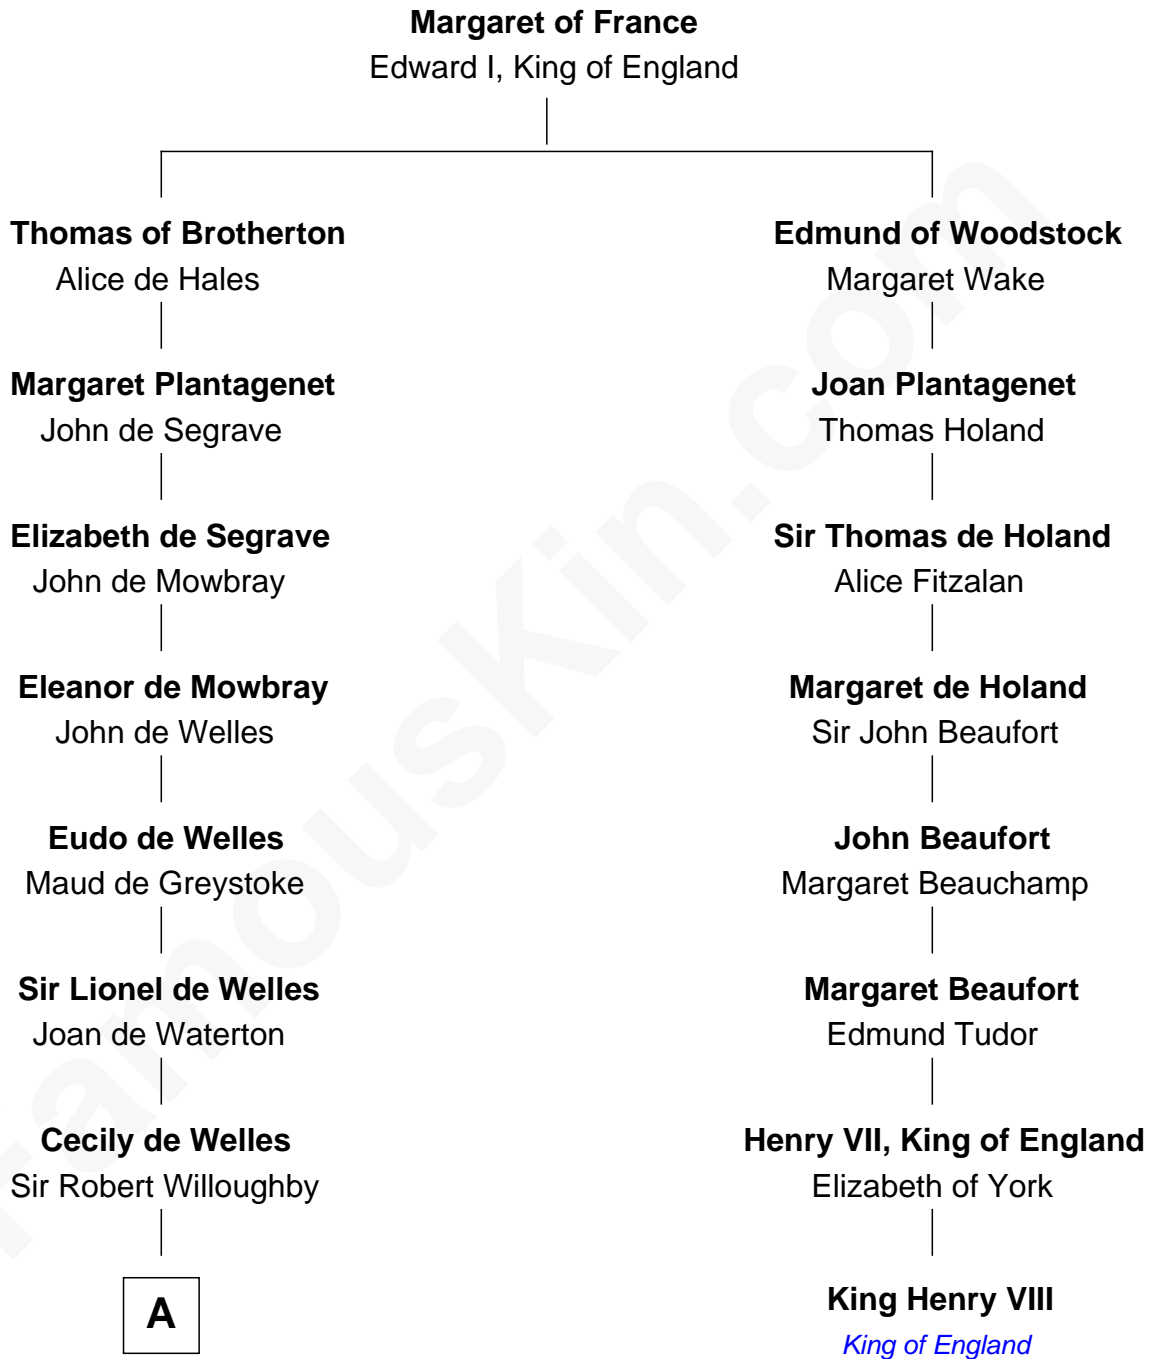 Margaret of France
Edward I, King of England
Thomas of Brotherton
Alice de Hales
Margaret Plantagenet
John de Segrave
Elizabeth de Segrave
John de Mowbray
Eleanor de Mowbray
John de Welles
Eudo de Welles
Maud de Greystoke
Sir Lionel de Welles
Joan de Waterton
Cecily de Welles
Sir Robert Willoughby
A
Edmund of Woodstock
Margaret Wake
Joan Plantagenet
Thomas Holand
Sir Thomas de Holand
Alice Fitzalan
Margaret de Holand
Sir John Beaufort
John Beaufort
Margaret Beauchamp
Margaret Beaufort
Edmund Tudor
Henry VII, King of England
Elizabeth of York
King Henry VIII
King of England
FamousKin.com